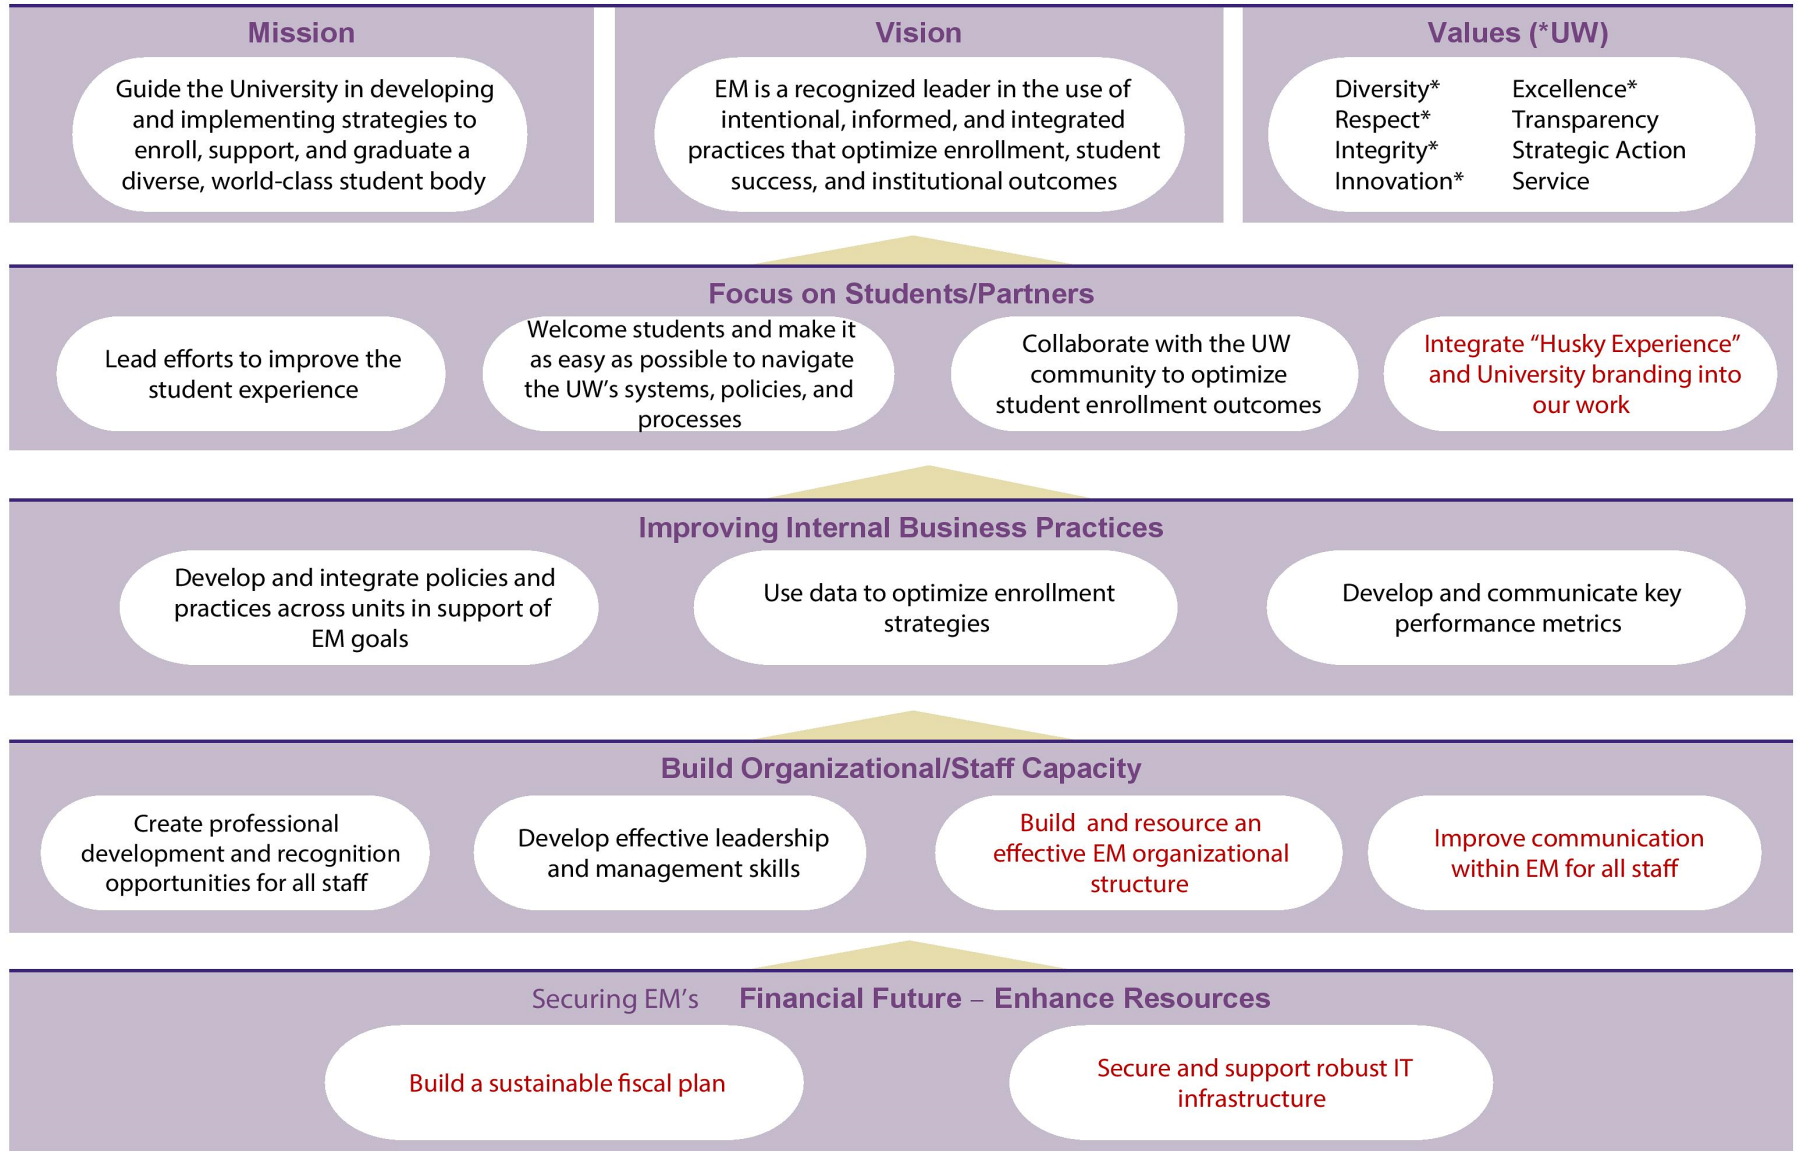 Mission
Guide the University in developing
and implementing strategies to
enroll, support, and graduate a
diverse, world-class student body
Vision
EM is a recognized leader in the use of
intentional, informed, and integrated
practices that optimize enrollment, student
success, and institutional outcomes
Values (*UW)
Diversity*
Respect*
Integrity*
Innovation*
Excellence*
Transparency
Strategic Action
Service
Focus on Students/Partners
Lead efforts to improve the
student experience
Welcome students and make it
as easy as possible to navigate
the UW’s systems, policies, and
processes
Collaborate with the UW
community to optimize
student enrollment outcomes
Integrate “Husky Experience”
and University branding into
our work
Improving Internal Business Practices
Develop and integrate policies and
practices across units in support of
EM goals
Use data to optimize enrollment
strategies
Develop and communicate key
performance metrics
Build Organizational/Staff Capacity
Create professional
development and recognition
opportunities for all staff
Develop effective leadership
and management skills
Build and resource an
effective EM organizational
structure
Improve communication
within EM for all staff
Securing EM’s Financial Future – Enhance Resources
Build a sustainable fiscal plan
Secure and support robust IT
infrastructure